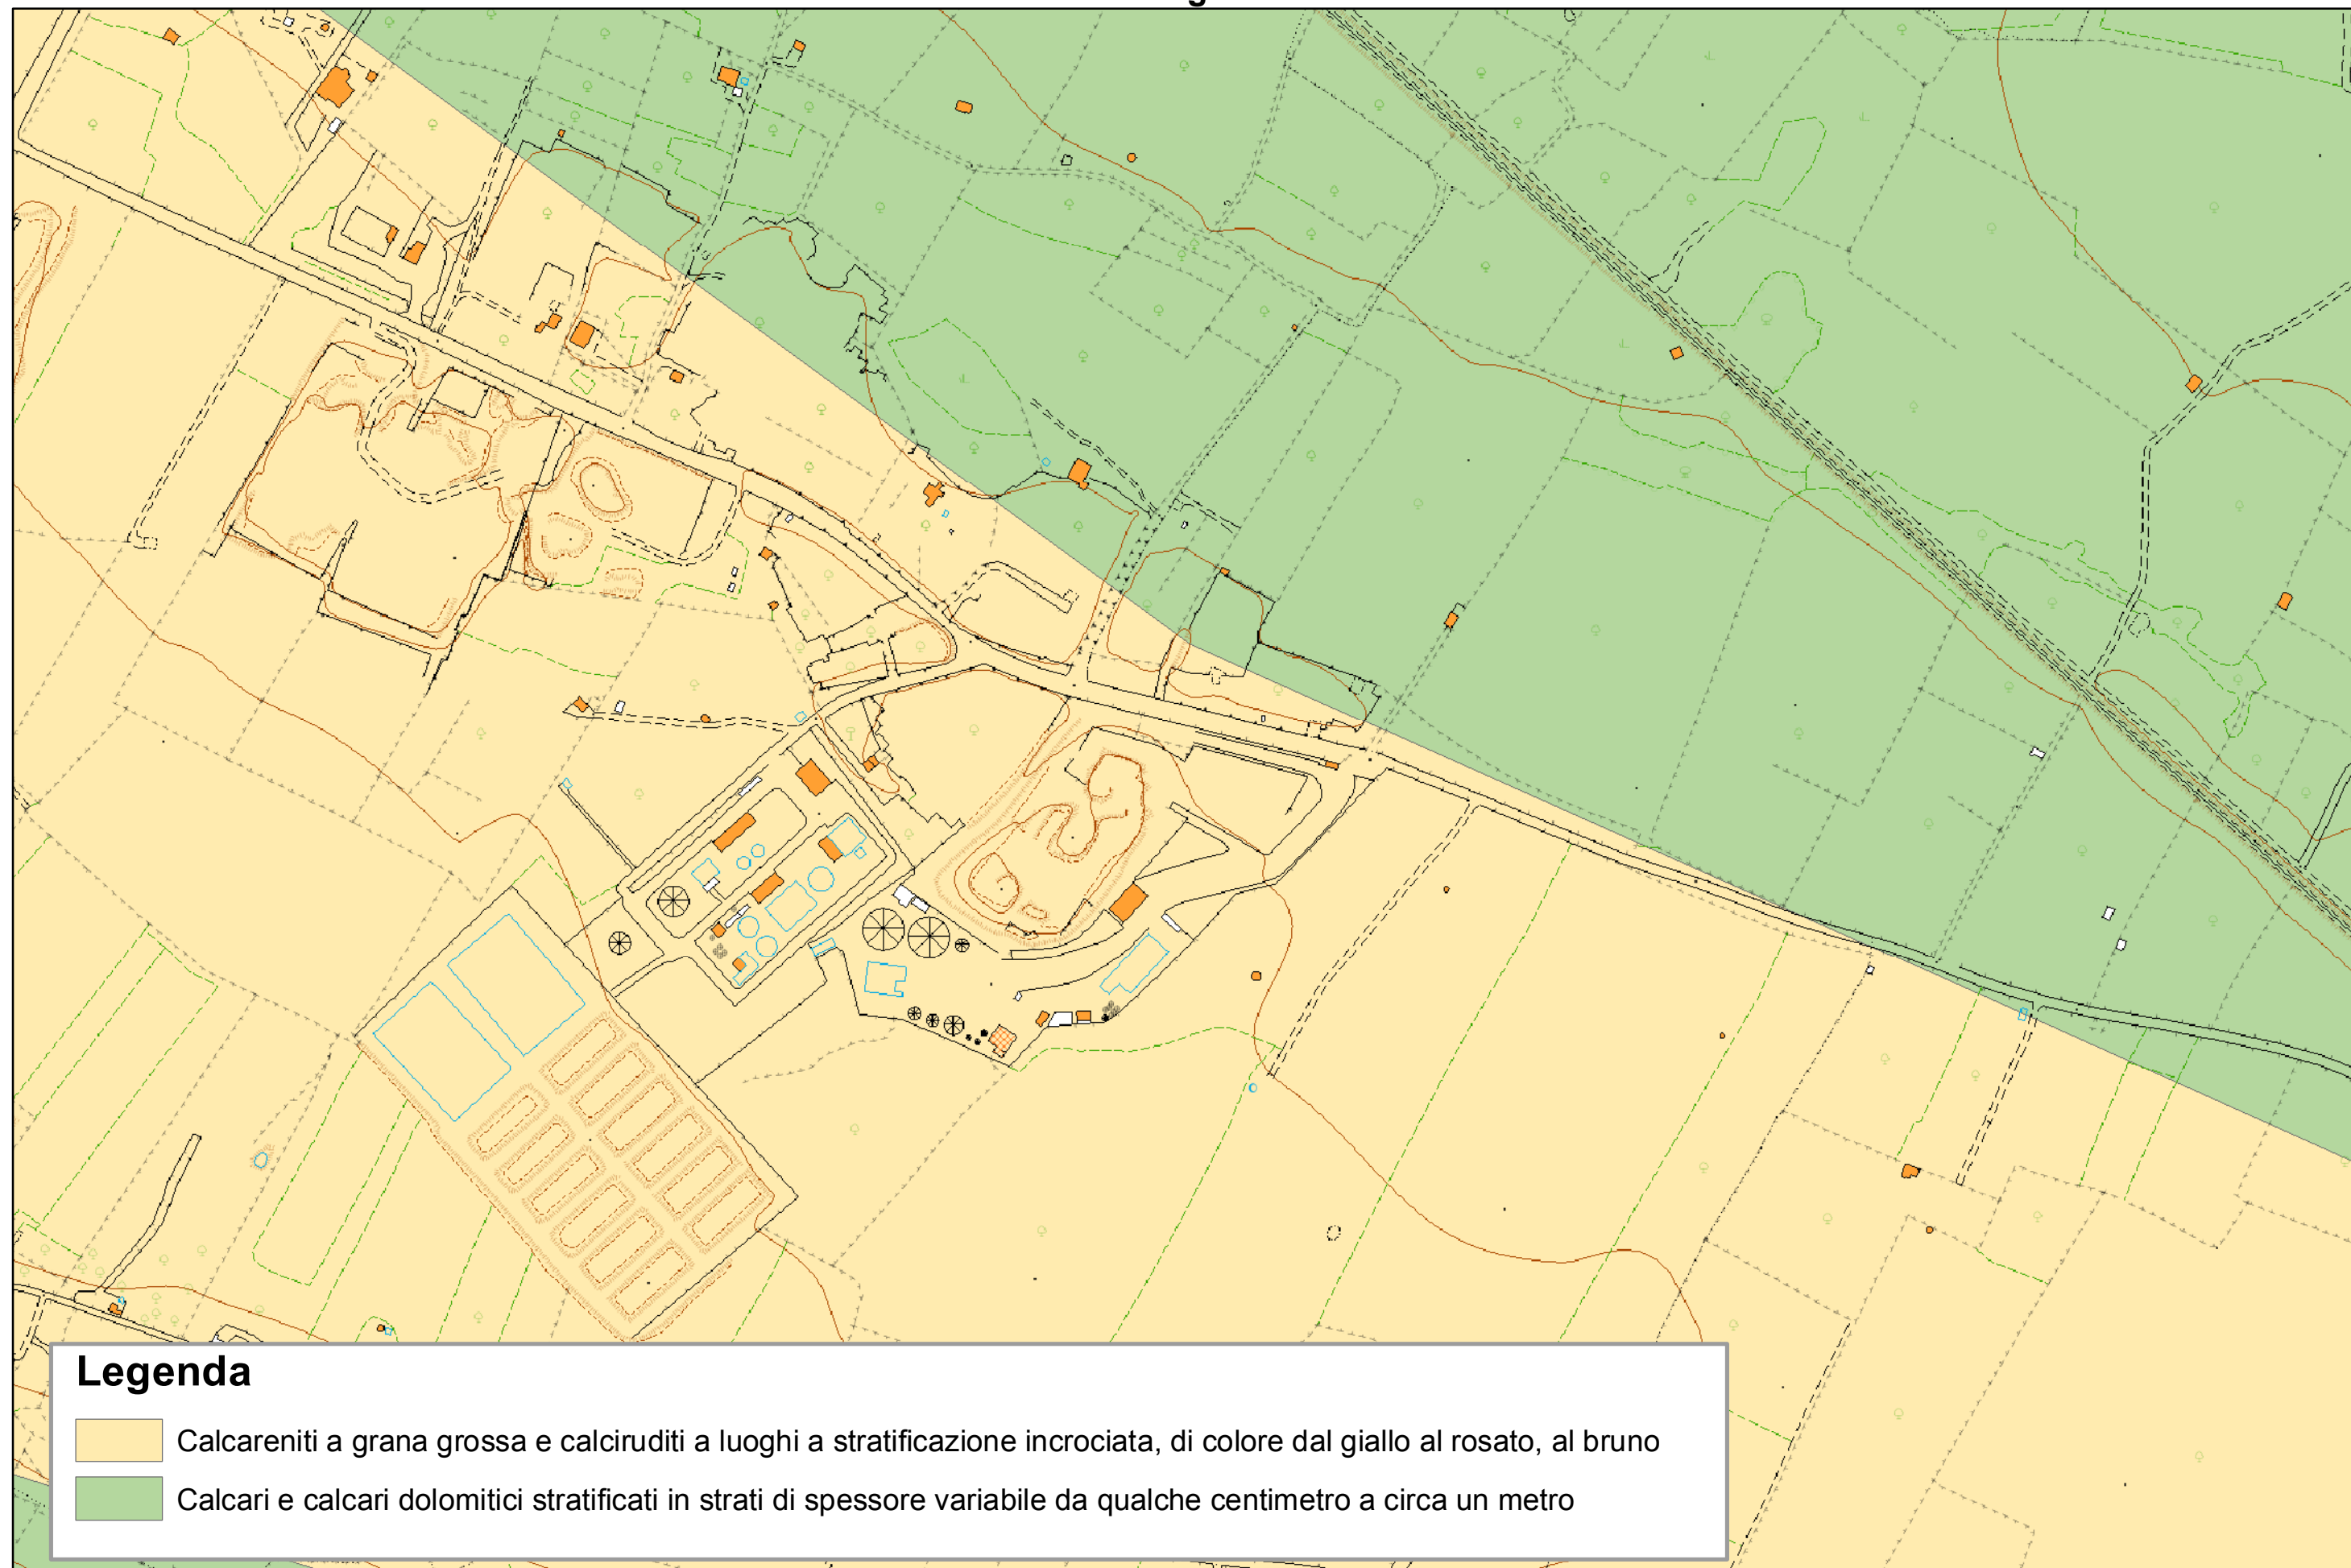 g
Legenda
Calcareniti a grana grossa e calciruditi a luoghi a stratificazione incrociata, di colore dal giallo al rosato, al bruno
Calcari e calcari dolomitici stratificati in strati di spessore variabile da qualche centimetro a circa un metro